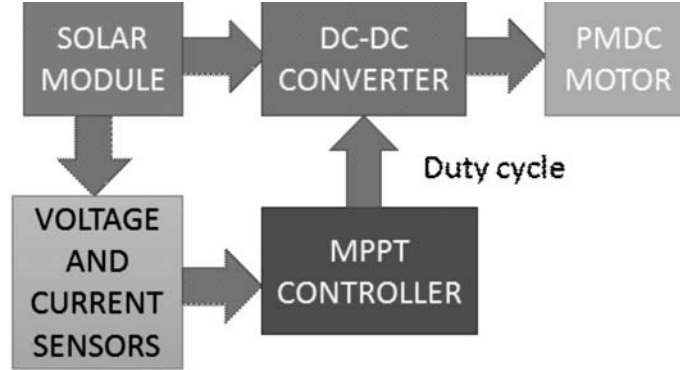 SOLAR
MODULE
DC-DC
CONVERTER
PMDC
MOTOR
Duty cycle
VOLTAGE
AND
CURRENT
SENSORS
MPPT
CONTROLLER